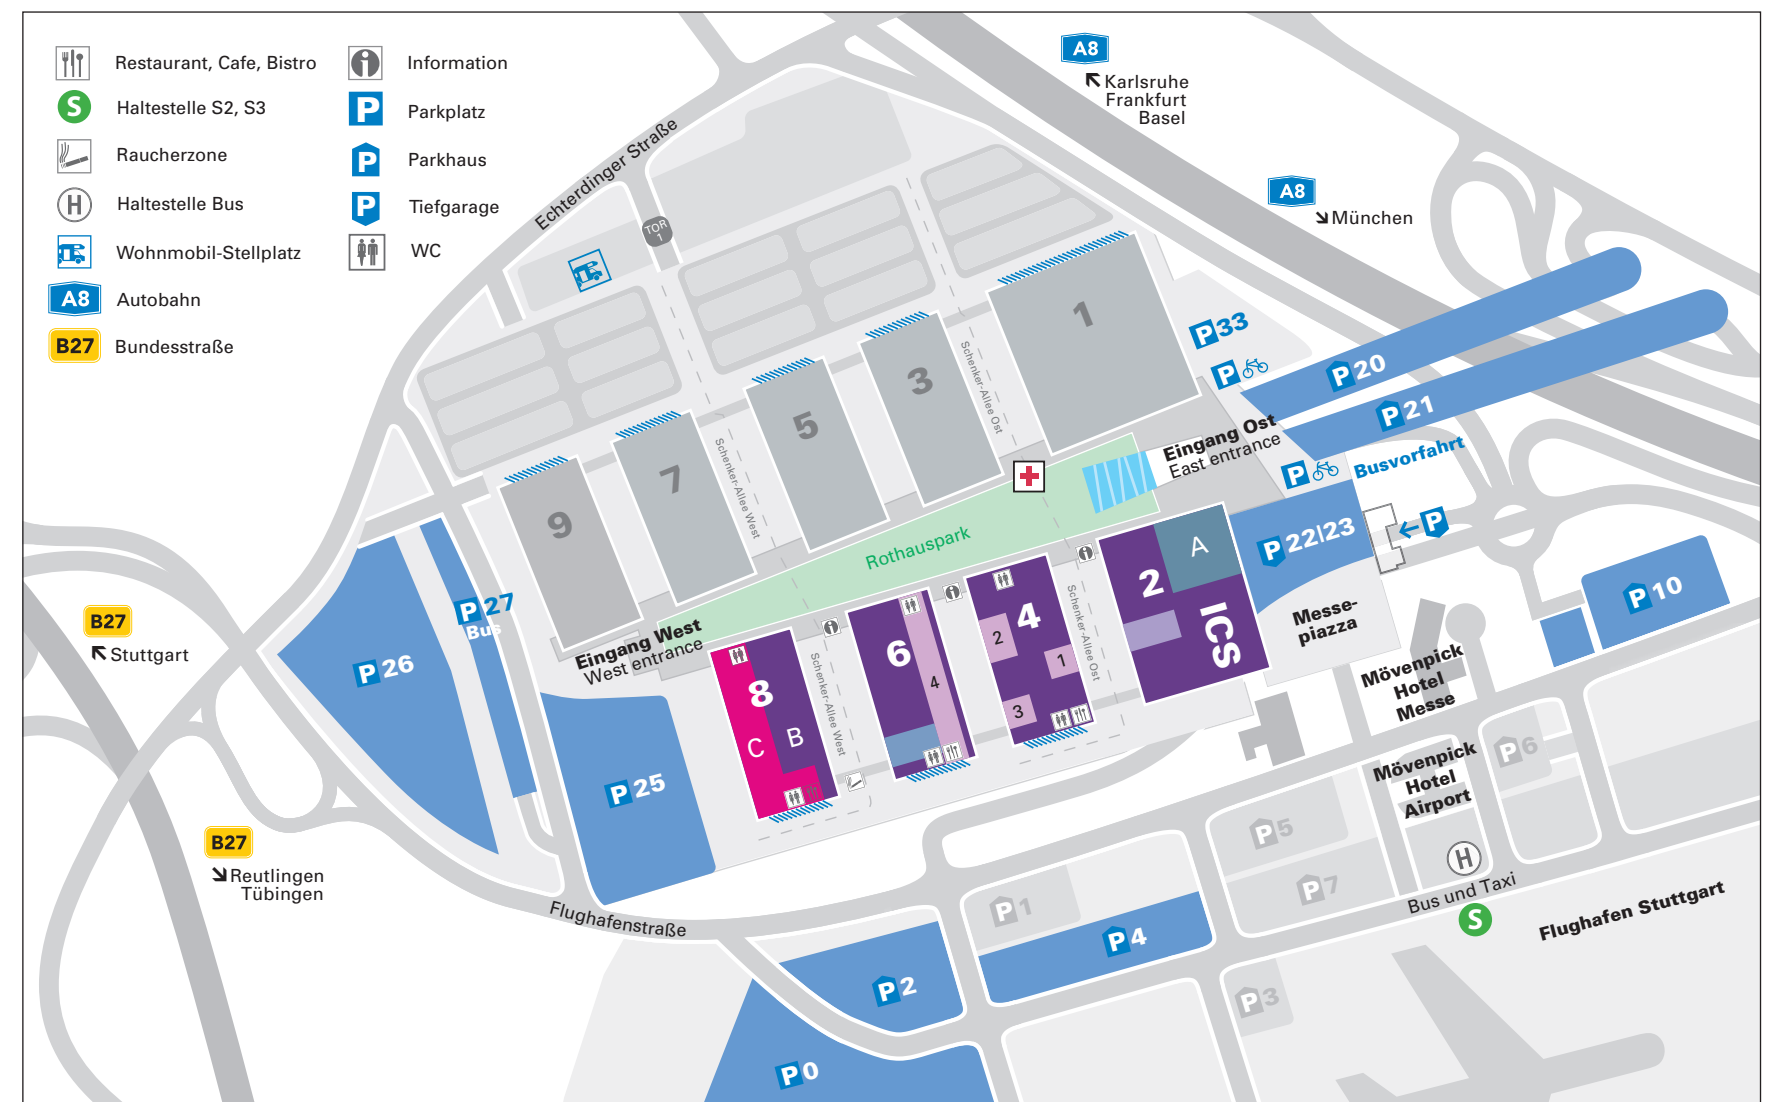 Restaurant, Cafe, Bistro
S
Haltestelle S2, S3
Raucherzone
H
Haltestelle Bus
Wohnmobil-Stellplatz
A8
Autobahn
B27
Bundesstraße
i
Information
P
Parkplatz
P
Parkhaus
P
Tiefgarage
WC
A8
Karlsruhe
Frankfurt
Basel
A8
München
Echterdinger Straße
TOR
1
1
3
5
7
9
Schenker-Allee Ost
Schenker-Allee West
P33
P
P20
P21
Eingang Ost
East entrance
P
Busvorfahrt
Rothauspark
P22/23
P
P10
Messe-
piazza
Mövenpick
Hotel
Messe
A
2
ICS
i
4
2
1
3
Schenker-Allee Ost
i
6
4
i
Schenker-Allee West
8
C
B
Eingang West
West entrance
P27
Bus
P26
P25
B27
Stuttgart
B27
Reutlingen
Tübingen
Flughafenstraße
Mövenpick
Hotel
Airport
P6
P5
P7
H
Bus und Taxi
S
Flughafen Stuttgart
P1
P4
P2
P3
P0